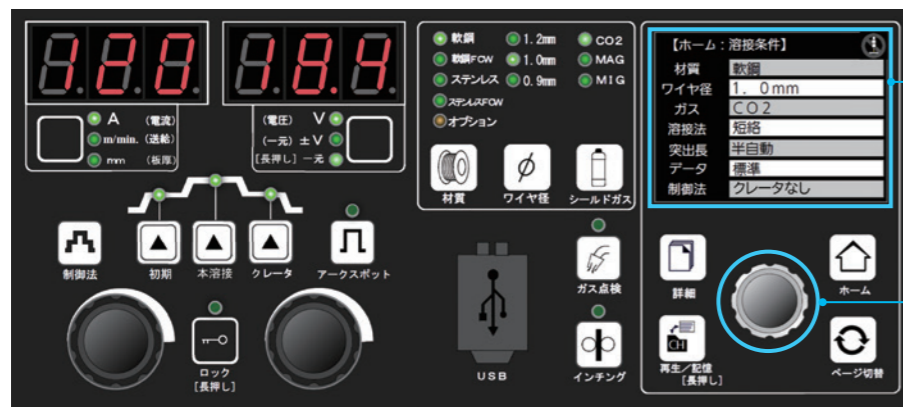 120
18.4
A (電流)
m/min. (送給)
mm (板厚)
(電圧) V
(一元) ±V
[長押し] 一元
軟鋼
軟鋼FCW
ステンレス
ステンレスFCW
オプション
1.2mm
1.0mm
0.9mm
CO2
MAG
MIG
材質
ワイヤ径
シールドガス
制御法
初期
本溶接
クレータ
アークスポット
ロック
[長押し]
USB
ガス点検
インチング
【ホーム:溶接条件】
材質 軟鋼
ワイヤ径 1. 0mm
ガス CO2
溶接法 短絡
突出長 半自動
データ 標準
制御法 クレータなし
詳細
ホーム
CH
再生/記憶
[長押し]
ページ切替